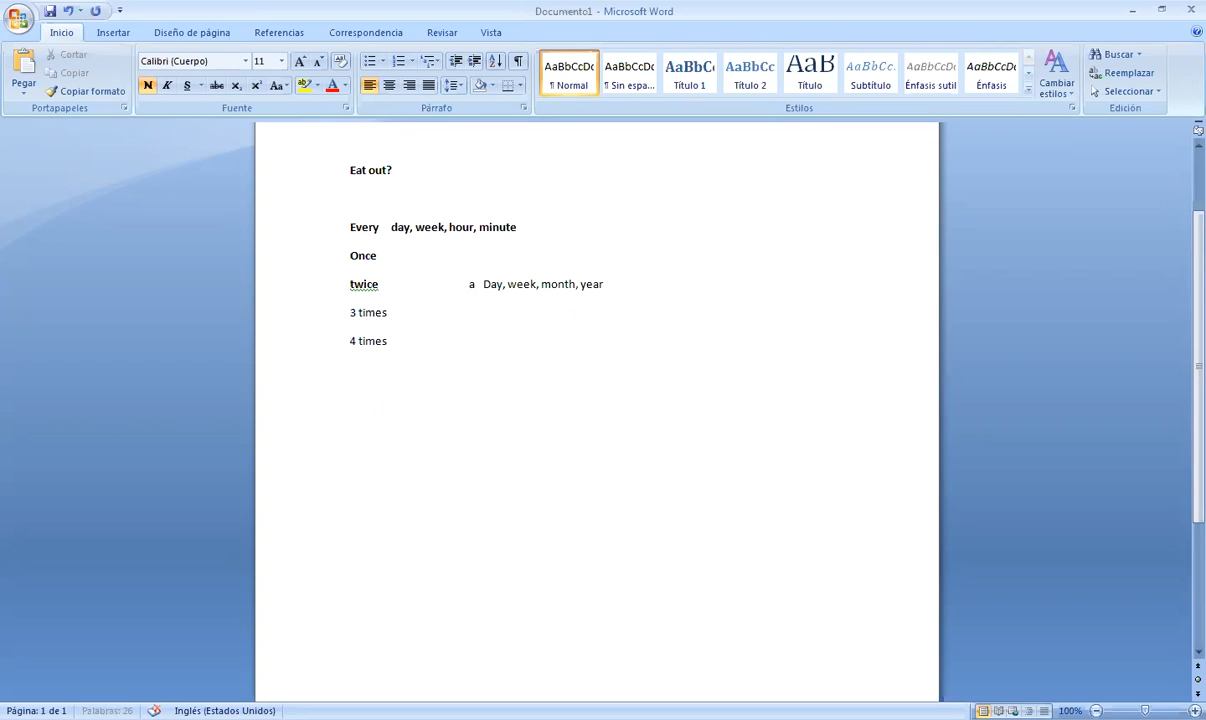 Documento1 - Microsoft Word
Inicio Insertar Diseño de página Referencias Correspondencia Revisar Vista
Pegar
Cortar
Copiar
Copiar formato
Portapapeles
Calibri (Cuerpo) 11
N K S abc x₂ x² Aa
Fuente
Párrafo
AaBbCcDc AaBbCcDc AaBbCc AaBbCc AaB AaBbCc. AaBbCcDc AaBbCcDc
¶ Normal ¶ Sin espa... Título 1 Título 2 Título Subtítulo Énfasis sutil Énfasis
Cambiar estilos
Estilos
Buscar
Reemplazar
Seleccionar
Edición
Eat out?
Every day, week, hour, minute
Once
twice a Day, week, month, year
3 times
4 times
Página: 1 de 1 Palabras: 26 Inglés (Estados Unidos) 100%